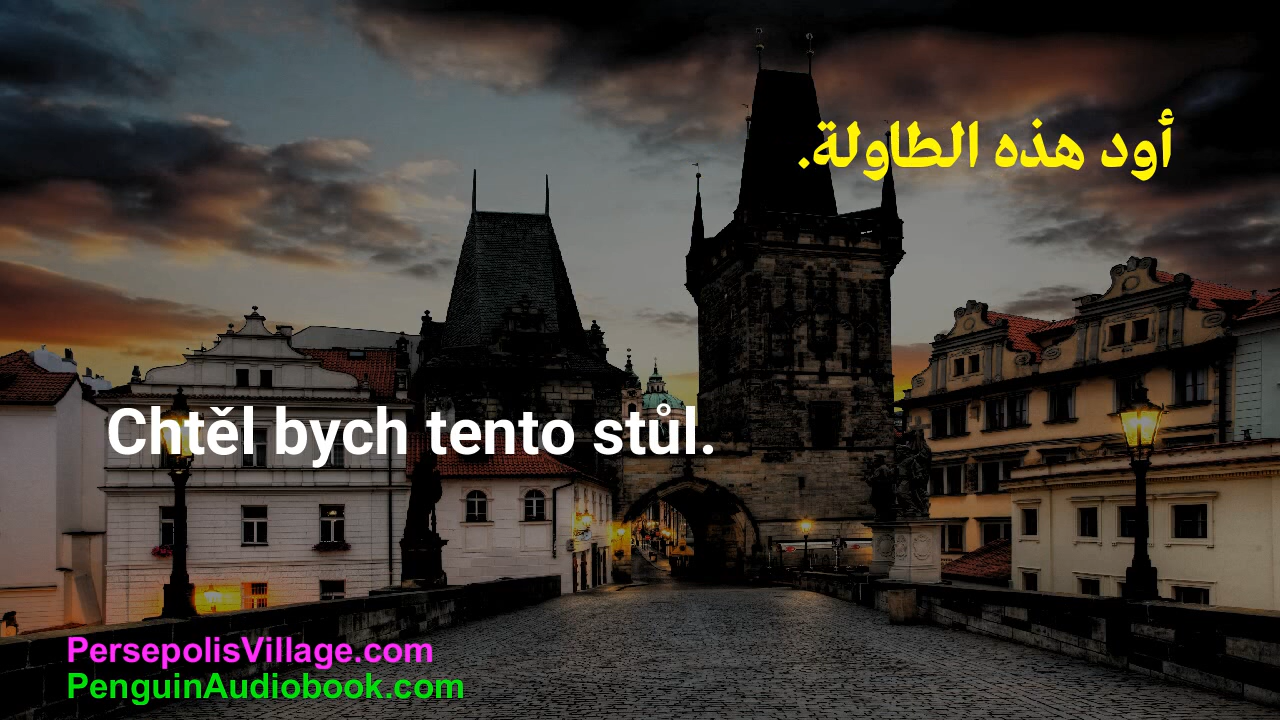 أود هذه الطاولة.
Chtěl bych tento stůl.
PersepolisVillage.com
PenguinAudiobook.com